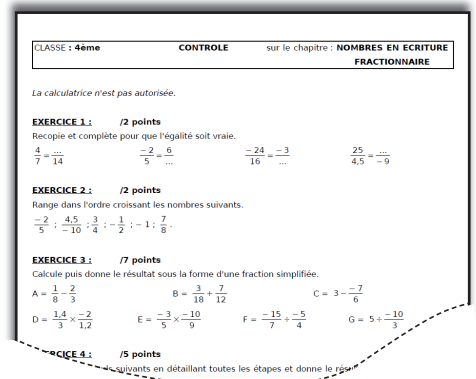 CLASSE : 4ème CONTROLE sur le chapitre : NOMBRES EN ECRITURE
FRACTIONNAIRE
La calculatrice n'est pas autorisée.
EXERCICE 1 : /2 points
Recopie et complète pour que l'égalité soit vraie.
4/7 = .../14 −2/5 = 6/... −24/16 = −3/... 25/4,5 = .../−9
EXERCICE 2 : /2 points
Range dans l'ordre croissant les nombres suivants.
−2/5 ; 4,5/−10 ; 3/4 ; −1/2 ; −1 ; 7/8 .
EXERCICE 3 : /7 points
Calcule puis donne le résultat sous la forme d'une fraction simplifiée.
A = 1/8 − 2/3 B = 3/18 + 7/12 C = 3 − −7/6
D = 1,4/3 × −2/1,2 E = −3/5 × −10/9 F = −15/7 ÷ −5/4 G = 5 ÷ −10/3
EXERCICE 4 : /5 points
suivants en détaillant toutes les étapes et donne le